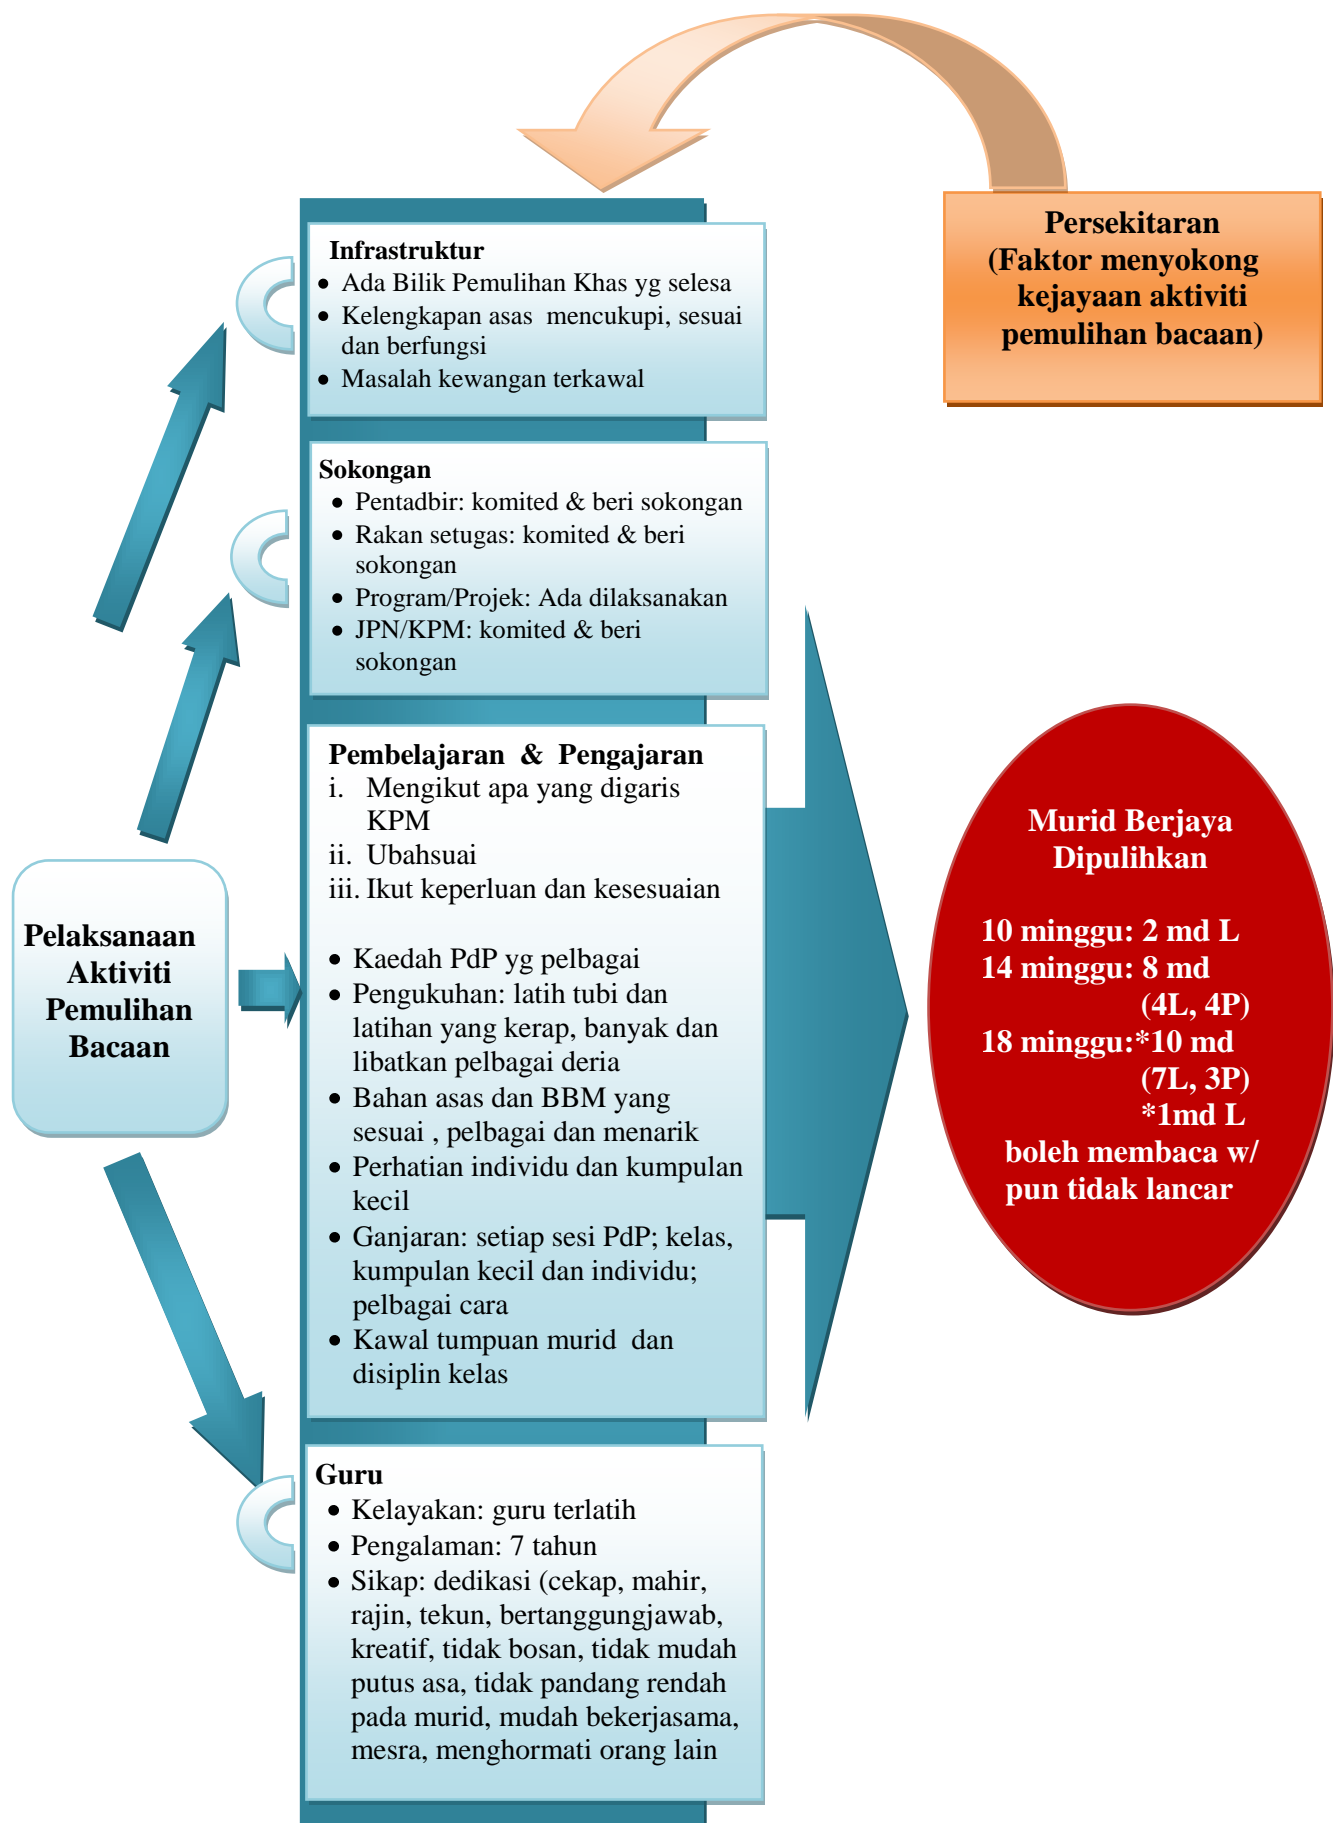 Persekitaran
(Faktor menyokong
kejayaan aktiviti
pemulihan bacaan)
Infrastruktur
• Ada Bilik Pemulihan Khas yg selesa
• Kelengkapan asas mencukupi, sesuai
dan berfungsi
• Masalah kewangan terkawal
Sokongan
• Pentadbir: komited & beri sokongan
• Rakan setugas: komited & beri
sokongan
• Program/Projek: Ada dilaksanakan
• JPN/KPM: komited & beri
sokongan
Pembelajaran & Pengajaran
i. Mengikut apa yang digaris
KPM
ii. Ubahsuai
iii. Ikut keperluan dan kesesuaian
• Kaedah PdP yg pelbagai
• Pengukuhan: latih tubi dan
latihan yang kerap, banyak dan
libatkan pelbagai deria
• Bahan asas dan BBM yang
sesuai , pelbagai dan menarik
• Perhatian individu dan kumpulan
kecil
• Ganjaran: setiap sesi PdP; kelas,
kumpulan kecil dan individu;
pelbagai cara
• Kawal tumpuan murid dan
disiplin kelas
Pelaksanaan
Aktiviti
Pemulihan
Bacaan
Murid Berjaya
Dipulihkan
10 minggu: 2 md L
14 minggu: 8 md
(4L, 4P)
18 minggu:*10 md
(7L, 3P)
*1md L
boleh membaca w/
pun tidak lancar
Guru
• Kelayakan: guru terlatih
• Pengalaman: 7 tahun
• Sikap: dedikasi (cekap, mahir,
rajin, tekun, bertanggungjawab,
kreatif, tidak bosan, tidak mudah
putus asa, tidak pandang rendah
pada murid, mudah bekerjasama,
mesra, menghormati orang lain